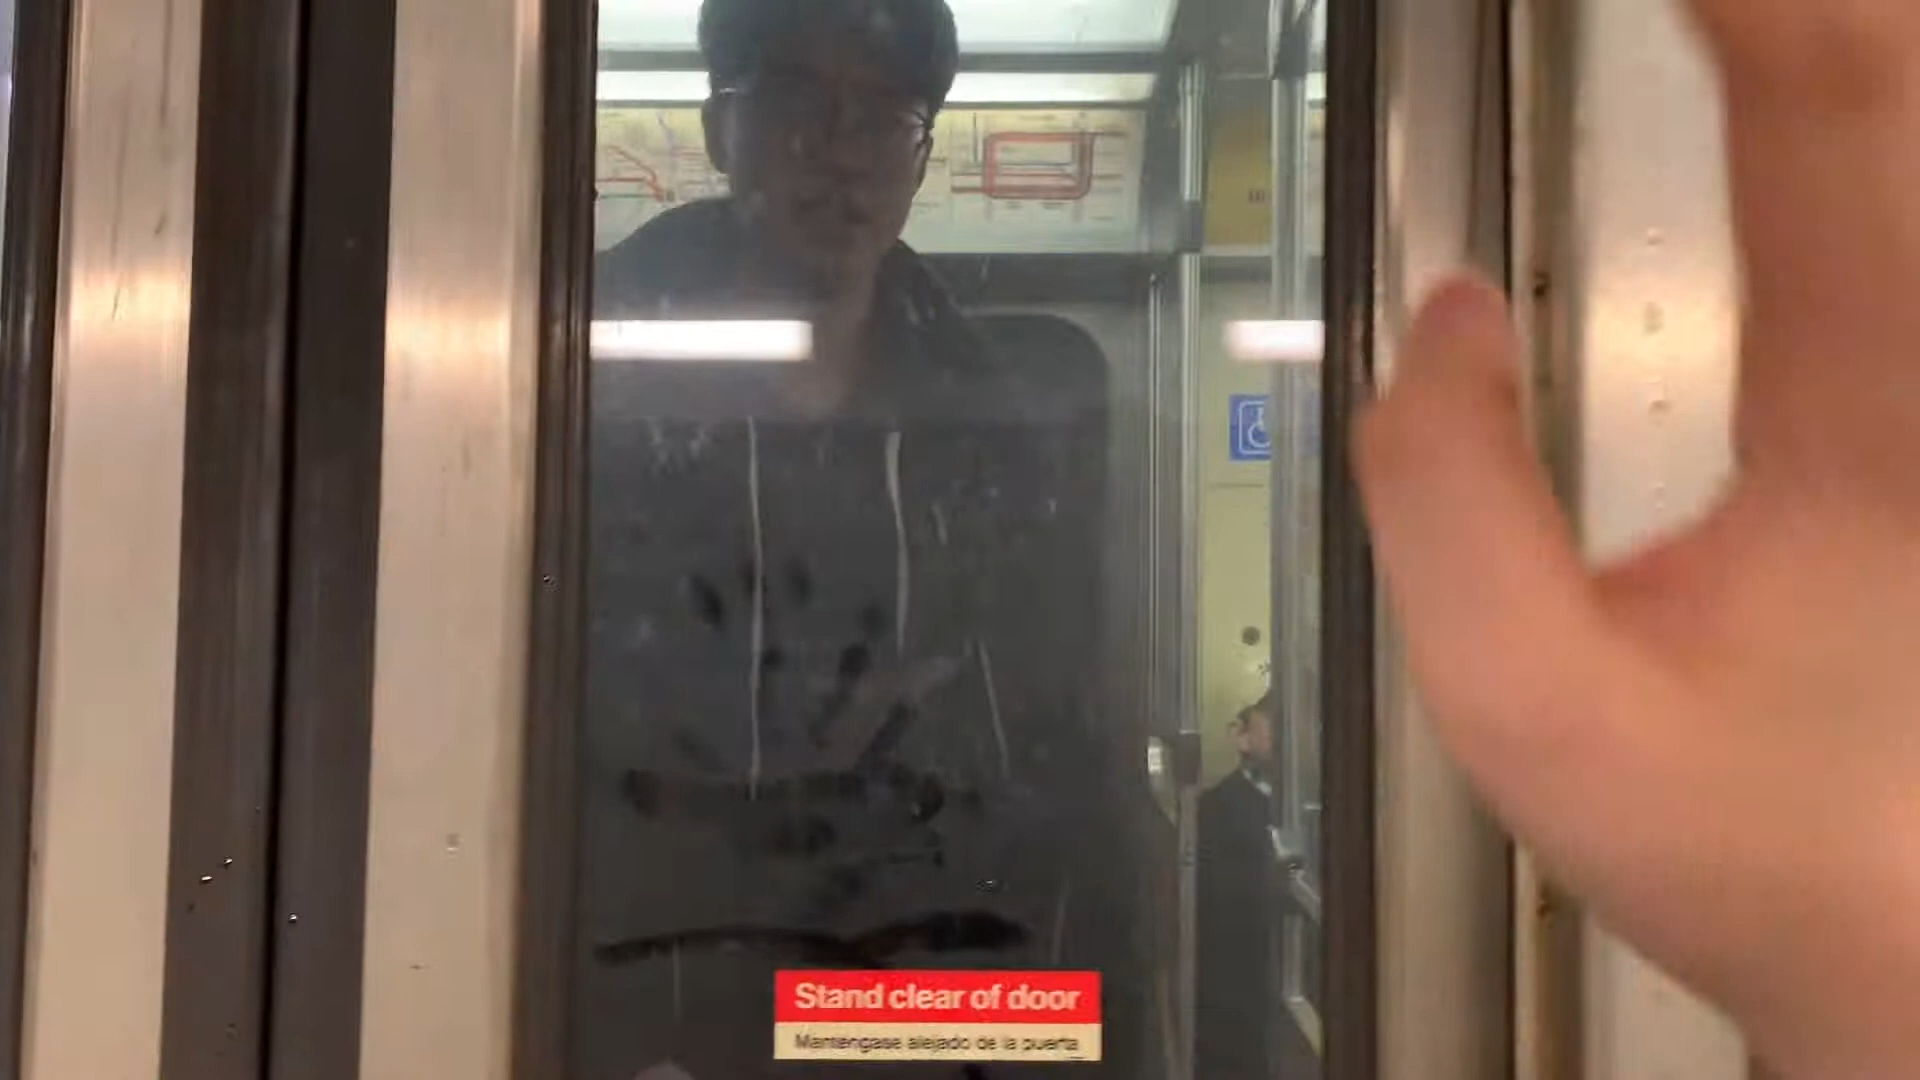 Stand clear of door
Mantengase alejado de la puerta